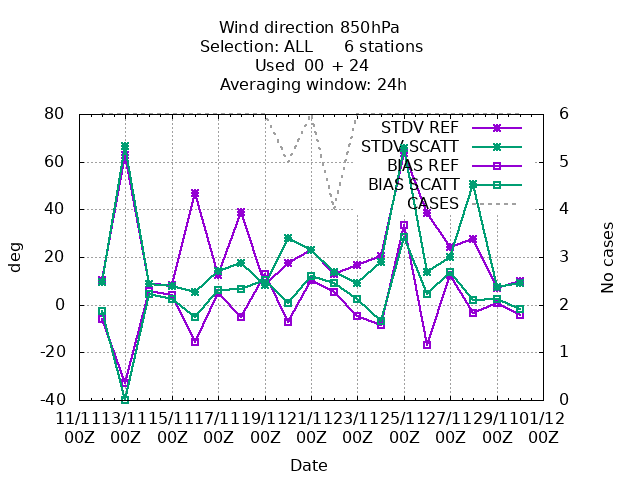 Wind direction 850hPa
Selection: ALL 6 stations
Used 00 + 24
Averaging window: 24h
80 6
STDV REF
STDV SCATT
60 5
BIAS REF
BIAS SCATT
CASES
40 4
20 3
0 2
-20 1
-40 0
deg
No cases
11/11 13/11 15/11 17/11 19/11 21/11 23/11 25/11 27/11 29/11 01/12
00Z 00Z 00Z 00Z 00Z 00Z 00Z 00Z 00Z 00Z 00Z
Date